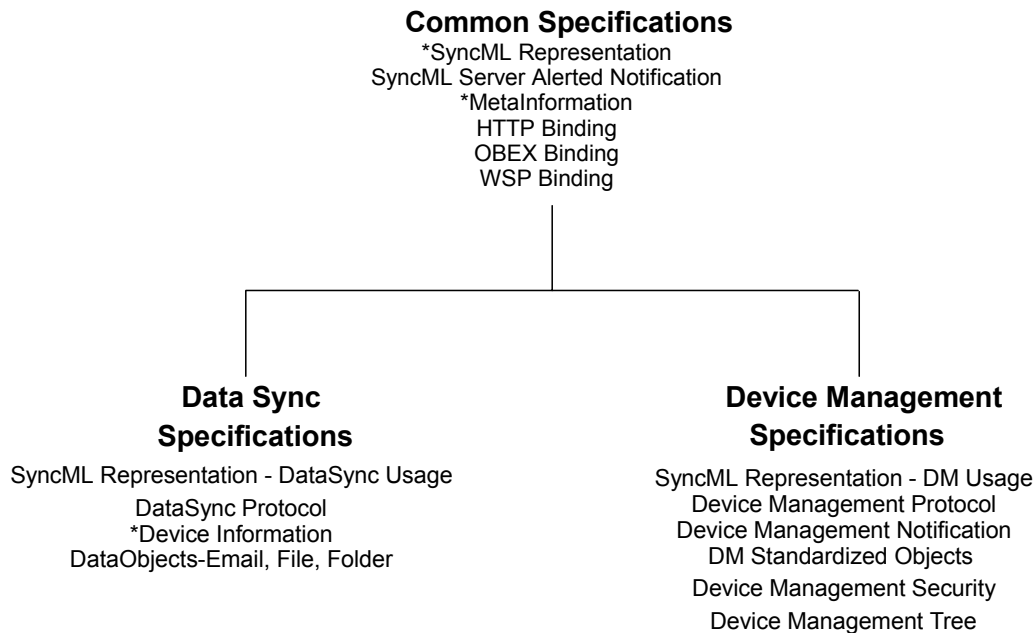 Common Specifications
*SyncML Representation
SyncML Server Alerted Notification
*MetaInformation
HTTP Binding
OBEX Binding
WSP Binding
Data Sync
Specifications
SyncML Representation - DataSync Usage
DataSync Protocol
*Device Information
DataObjects-Email, File, Folder
Device Management
Specifications
SyncML Representation - DM Usage
Device Management Protocol
Device Management Notification
DM Standardized Objects
Device Management Security
Device Management Tree